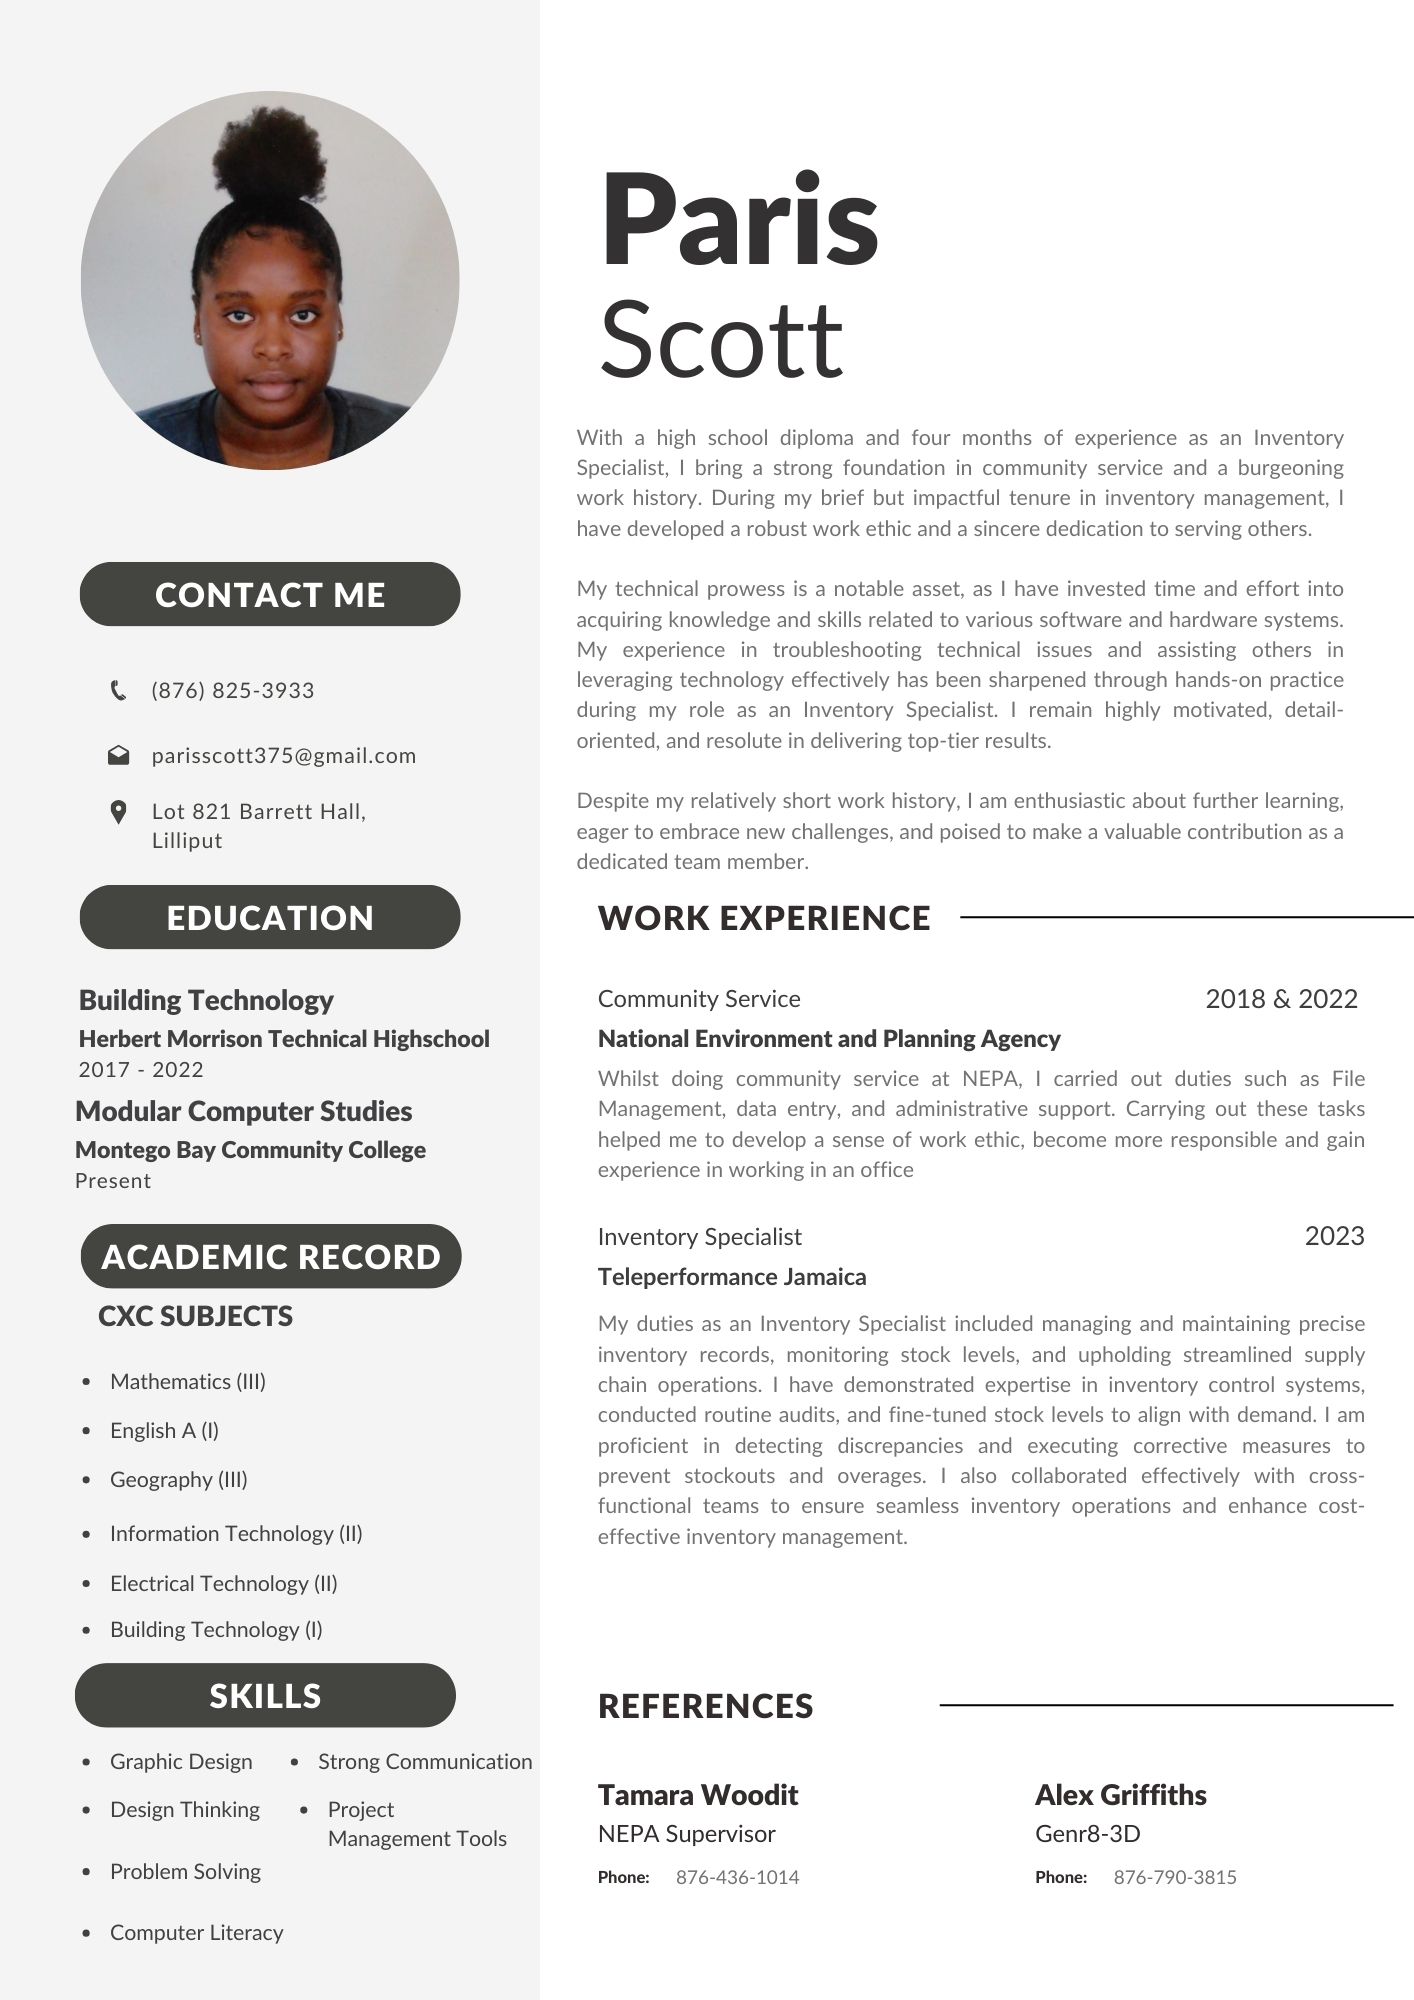 Paris
Scott
With a high school diploma and four months of experience as an Inventory
Specialist, I bring a strong foundation in community service and a burgeoning
work history. During my brief but impactful tenure in inventory management, I
have developed a robust work ethic and a sincere dedication to serving others.
My technical prowess is a notable asset, as I have invested time and effort into
acquiring knowledge and skills related to various software and hardware systems.
My experience in troubleshooting technical issues and assisting others in
leveraging technology effectively has been sharpened through hands-on practice
during my role as an Inventory Specialist. I remain highly motivated, detail-
oriented, and resolute in delivering top-tier results.
Despite my relatively short work history, I am enthusiastic about further learning,
eager to embrace new challenges, and poised to make a valuable contribution as a
dedicated team member.
CONTACT ME
(876) 825-3933
parisscott375@gmail.com
Lot 821 Barrett Hall,
Lilliput
EDUCATION
Building Technology
Herbert Morrison Technical Highschool
2017 - 2022
Modular Computer Studies
Montego Bay Community College
Present
ACADEMIC RECORD
CXC SUBJECTS
• Mathematics (III)
• English A (I)
• Geography (III)
• Information Technology (II)
• Electrical Technology (II)
• Building Technology (I)
SKILLS
• Graphic Design
• Design Thinking
• Problem Solving
• Computer Literacy
• Strong Communication
• Project
Management Tools
WORK EXPERIENCE
Community Service 2018 & 2022
National Environment and Planning Agency
Whilst doing community service at NEPA, I carried out duties such as File
Management, data entry, and administrative support. Carrying out these tasks
helped me to develop a sense of work ethic, become more responsible and gain
experience in working in an office
Inventory Specialist 2023
Teleperformance Jamaica
My duties as an Inventory Specialist included managing and maintaining precise
inventory records, monitoring stock levels, and upholding streamlined supply
chain operations. I have demonstrated expertise in inventory control systems,
conducted routine audits, and fine-tuned stock levels to align with demand. I am
proficient in detecting discrepancies and executing corrective measures to
prevent stockouts and overages. I also collaborated effectively with cross-
functional teams to ensure seamless inventory operations and enhance cost-
effective inventory management.
REFERENCES
Tamara Woodit
NEPA Supervisor
Phone: 876-436-1014
Alex Griffiths
Genr8-3D
Phone: 876-790-3815